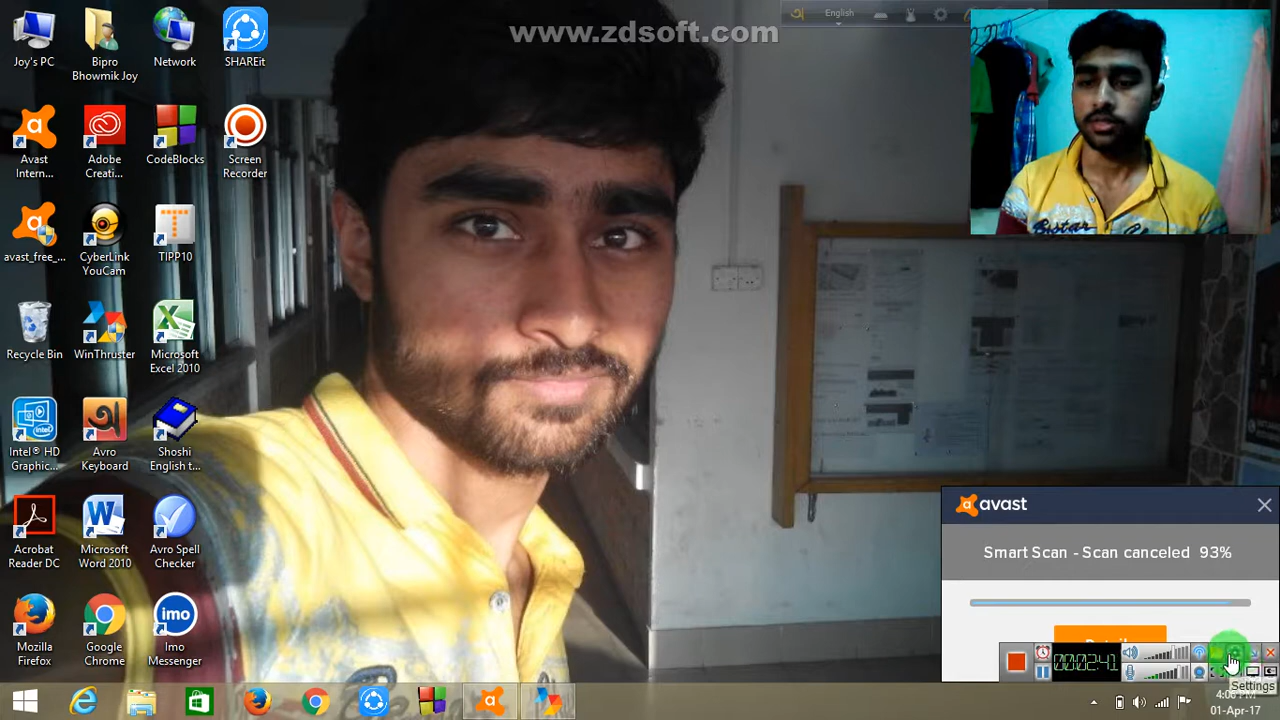 www.zdsoft.com
English
Joy's PC
Bipro
Bhowmik Joy
Network
SHAREit
Avast
Intern...
Adobe
Creati...
CodeBlocks
Screen
Recorder
avast_free_...
CyberLink
YouCam
TIPP10
Recycle Bin
WinThruster
Microsoft
Excel 2010
Intel® HD
Graphic...
Avro
Keyboard
Shoshi
English t...
Acrobat
Reader DC
Microsoft
Word 2010
Avro Spell
Checker
Mozilla
Firefox
Google
Chrome
imo
Imo
Messenger
avast
Smart Scan - Scan canceled 93%
00:02:41
Settings
01-Apr-17